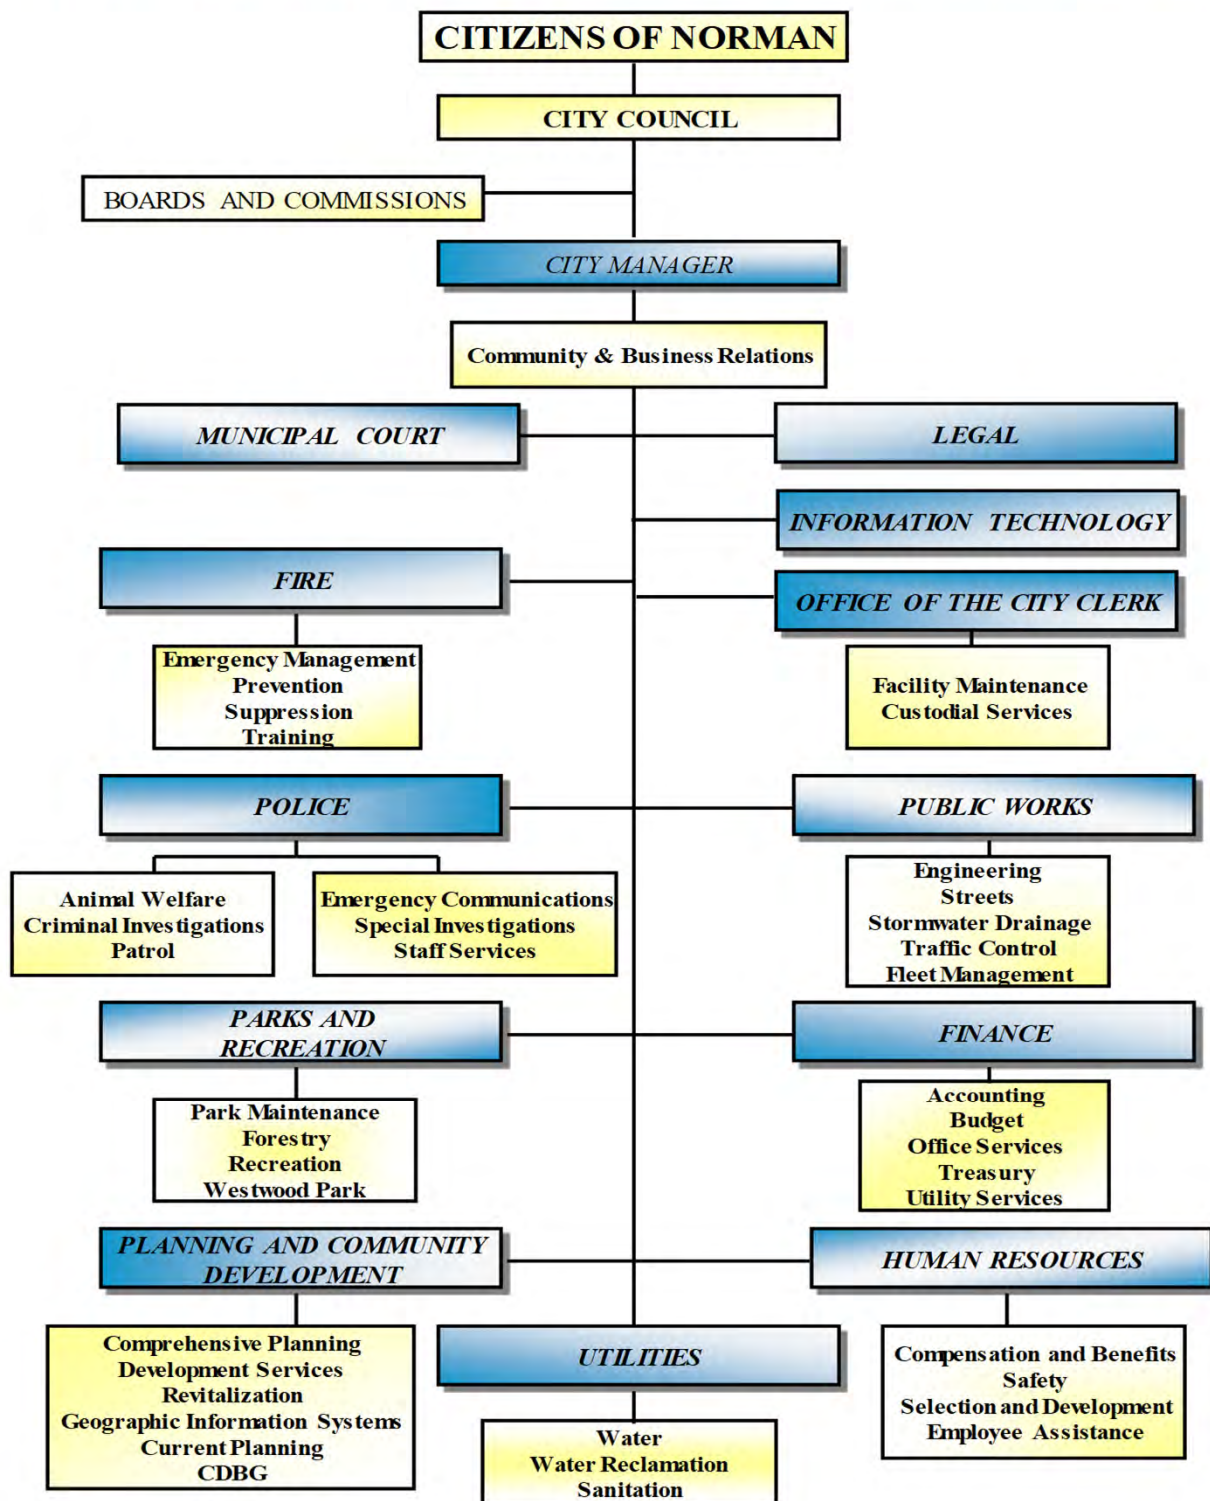 CITIZENS OF NORMAN
CITY COUNCIL
BOARDS AND COMMISSIONS
CITY MANAGER
Community & Business Relations
MUNICIPAL COURT
LEGAL
INFORMATION TECHNOLOGY
FIRE
OFFICE OF THE CITY CLERK
Emergency Management
Prevention
Suppression
Training
Facility Maintenance
Custodial Services
POLICE
PUBLIC WORKS
Animal Welfare
Criminal Investigations
Patrol
Emergency Communications
Special Investigations
Staff Services
Engineering
Streets
Stormwater Drainage
Traffic Control
Fleet Management
PARKS AND
RECREATION
FINANCE
Park Maintenance
Forestry
Recreation
Westwood Park
Accounting
Budget
Office Services
Treasury
Utility Services
PLANNING AND COMMUNITY
DEVELOPMENT
HUMAN RESOURCES
Comprehensive Planning
Development Services
Revitalization
Geographic Information Systems
Current Planning
CDBG
UTILITIES
Water
Water Reclamation
Sanitation
Compensation and Benefits
Safety
Selection and Development
Employee Assistance